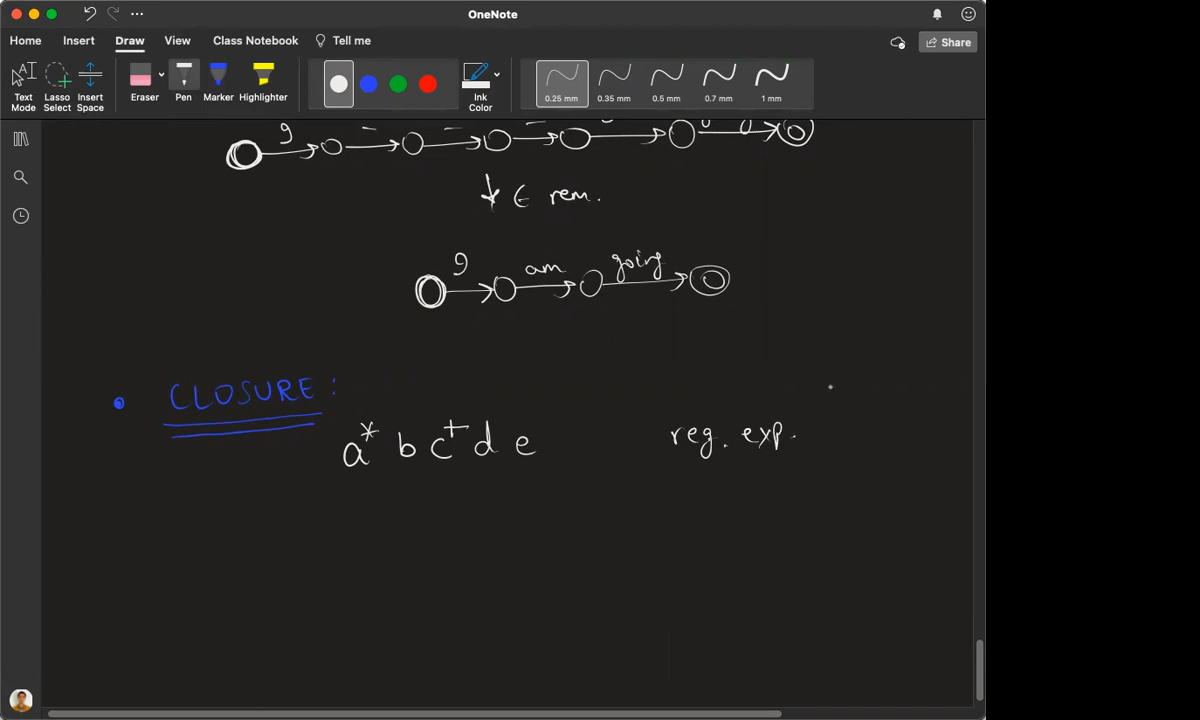 OneNote
Home Insert Draw View Class Notebook Tell me
Share
Text Mode
Lasso Select
Insert Space
Eraser
Pen
Marker
Highlighter
Ink Color
0.25 mm 0.35 mm 0.5 mm 0.7 mm 1 mm
g
∈ rem.
g am going
• CLOSURE:
a* b c+ d e reg. exp.